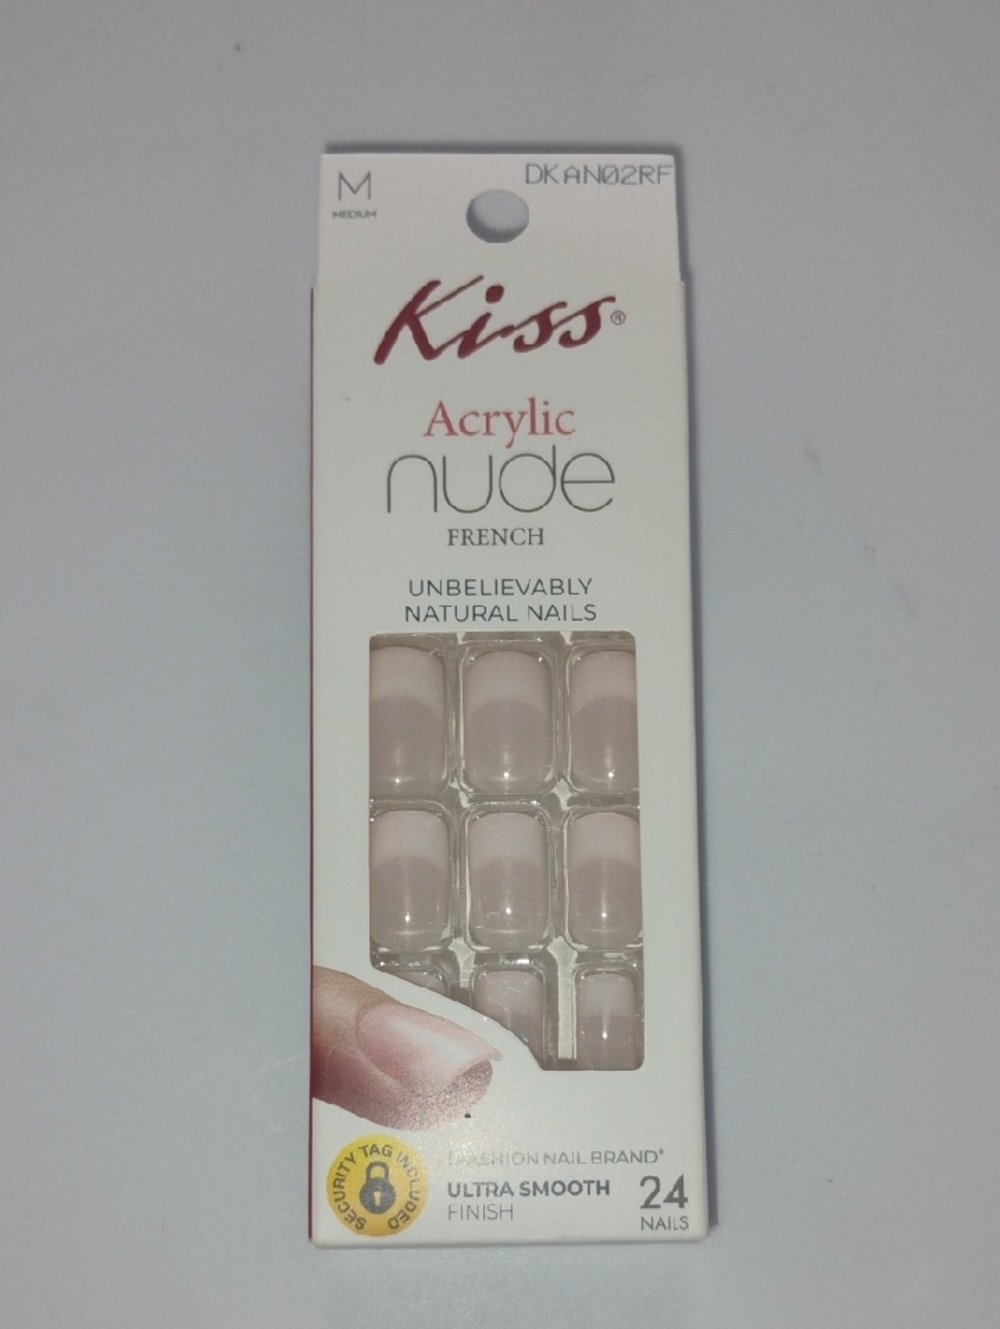 M
MEDIUM
DKAN02RF
Kiss®
Acrylic
nude
FRENCH
UNBELIEVABLY
NATURAL NAILS
SECURITY TAG INCLUDED
FASHION NAIL BRAND*
ULTRA SMOOTH
FINISH
24
NAILS